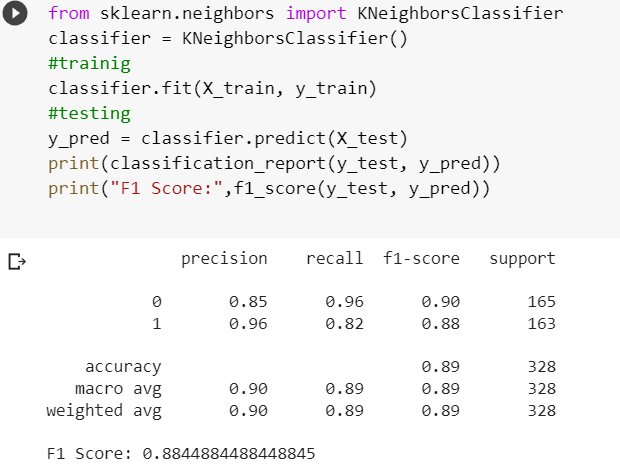 from sklearn.neighbors import KNeighborsClassifier
classifier = KNeighborsClassifier()
#trainig
classifier.fit(X_train, y_train)
#testing
y_pred = classifier.predict(X_test)
print(classification_report(y_test, y_pred))
print("F1 Score:",f1_score(y_test, y_pred))
precision recall f1-score support
0 0.85 0.96 0.90 165
1 0.96 0.82 0.88 163
accuracy 0.89 328
macro avg 0.90 0.89 0.89 328
weighted avg 0.90 0.89 0.89 328
F1 Score: 0.8844884488448845